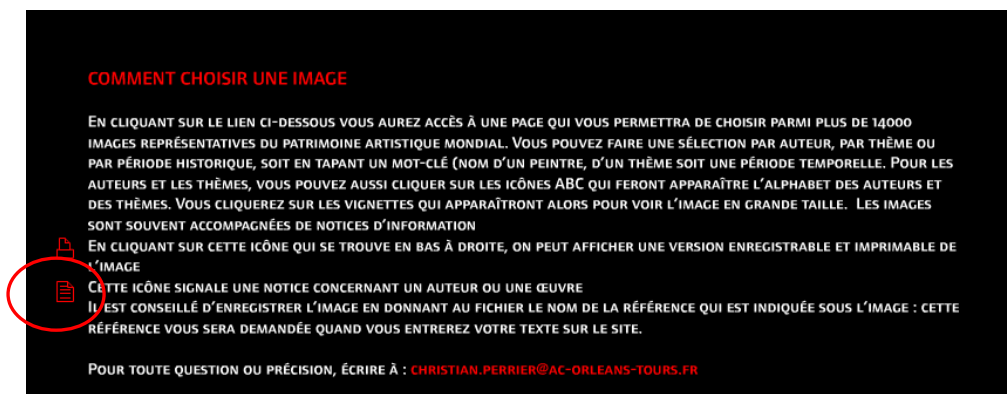 COMMENT CHOISIR UNE IMAGE
EN CLIQUANT SUR LE LIEN CI-DESSOUS VOUS AUREZ ACCÈS À UNE PAGE QUI VOUS PERMETTRA DE CHOISIR PARMI PLUS DE 14000
IMAGES REPRÉSENTATIVES DU PATRIMOINE ARTISTIQUE MONDIAL. VOUS POUVEZ FAIRE UNE SÉLECTION PAR AUTEUR, PAR THÈME OU
PAR PÉRIODE HISTORIQUE, SOIT EN TAPANT UN MOT-CLÉ (NOM D'UN PEINTRE, D'UN THÈME SOIT UNE PÉRIODE TEMPORELLE. POUR LES
AUTEURS ET LES THÈMES, VOUS POUVEZ AUSSI CLIQUER SUR LES ICÔNES ABC QUI FERONT APPARAÎTRE L'ALPHABET DES AUTEURS ET
DES THÈMES. VOUS CLIQUEREZ SUR LES VIGNETTES QUI APPARAÎTRONT ALORS POUR VOIR L'IMAGE EN GRANDE TAILLE. LES IMAGES
SONT SOUVENT ACCOMPAGNÉES DE NOTICES D'INFORMATION
EN CLIQUANT SUR CETTE ICÔNE QUI SE TROUVE EN BAS À DROITE, ON PEUT AFFICHER UNE VERSION ENREGISTRABLE ET IMPRIMABLE DE
L'IMAGE
CETTE ICÔNE SIGNALE UNE NOTICE CONCERNANT UN AUTEUR OU UNE ŒUVRE
IL EST CONSEILLÉ D'ENREGISTRER L'IMAGE EN DONNANT AU FICHIER LE NOM DE LA RÉFÉRENCE QUI EST INDIQUÉE SOUS L'IMAGE : CETTE
RÉFÉRENCE VOUS SERA DEMANDÉE QUAND VOUS ENTREREZ VOTRE TEXTE SUR LE SITE.
POUR TOUTE QUESTION OU PRÉCISION, ÉCRIRE À : CHRISTIAN.PERRIER@AC-ORLEANS-TOURS.FR